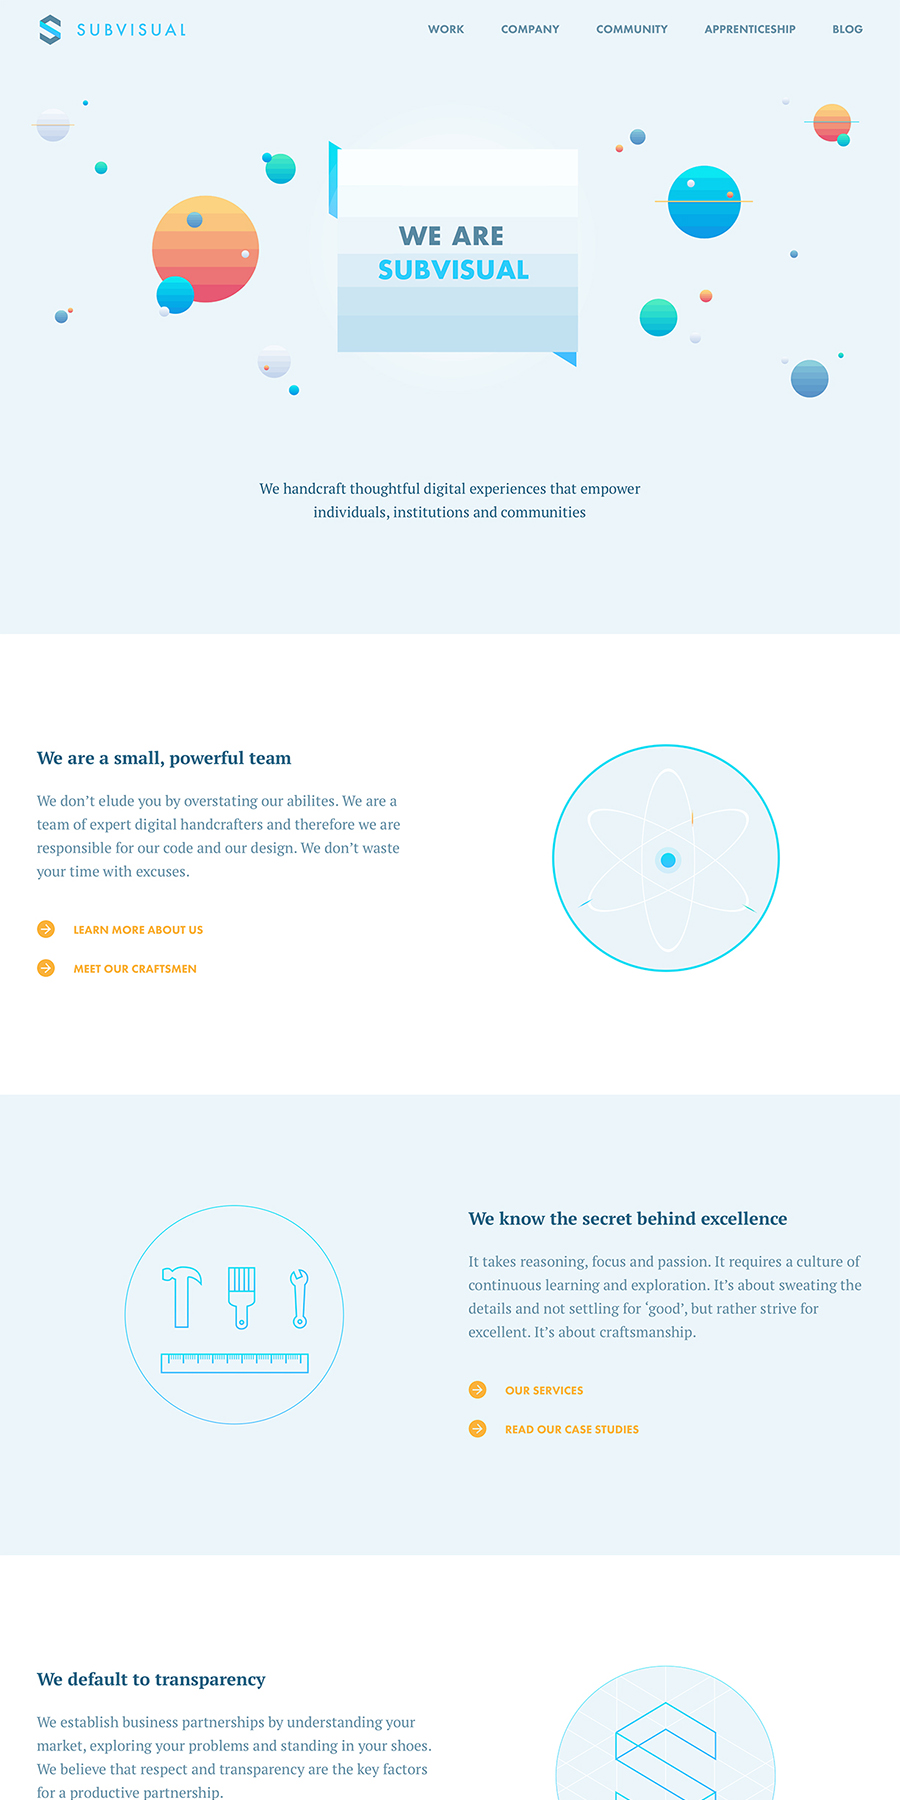 SUBVISUAL
WORK COMPANY COMMUNITY APPRENTICESHIP BLOG
WE ARE
SUBVISUAL
We handcraft thoughtful digital experiences that empower
individuals, institutions and communities
We are a small, powerful team
We don’t elude you by overstating our abilites. We are a
team of expert digital handcrafters and therefore we are
responsible for our code and our design. We don’t waste
your time with excuses.
LEARN MORE ABOUT US
MEET OUR CRAFTSMEN
We know the secret behind excellence
It takes reasoning, focus and passion. It requires a culture of
continuous learning and exploration. It’s about sweating the
details and not settling for ‘good’, but rather strive for
excellent. It’s about craftsmanship.
OUR SERVICES
READ OUR CASE STUDIES
We default to transparency
We establish business partnerships by understanding your
market, exploring your problems and standing in your shoes.
We believe that respect and transparency are the key factors
for a productive partnership.